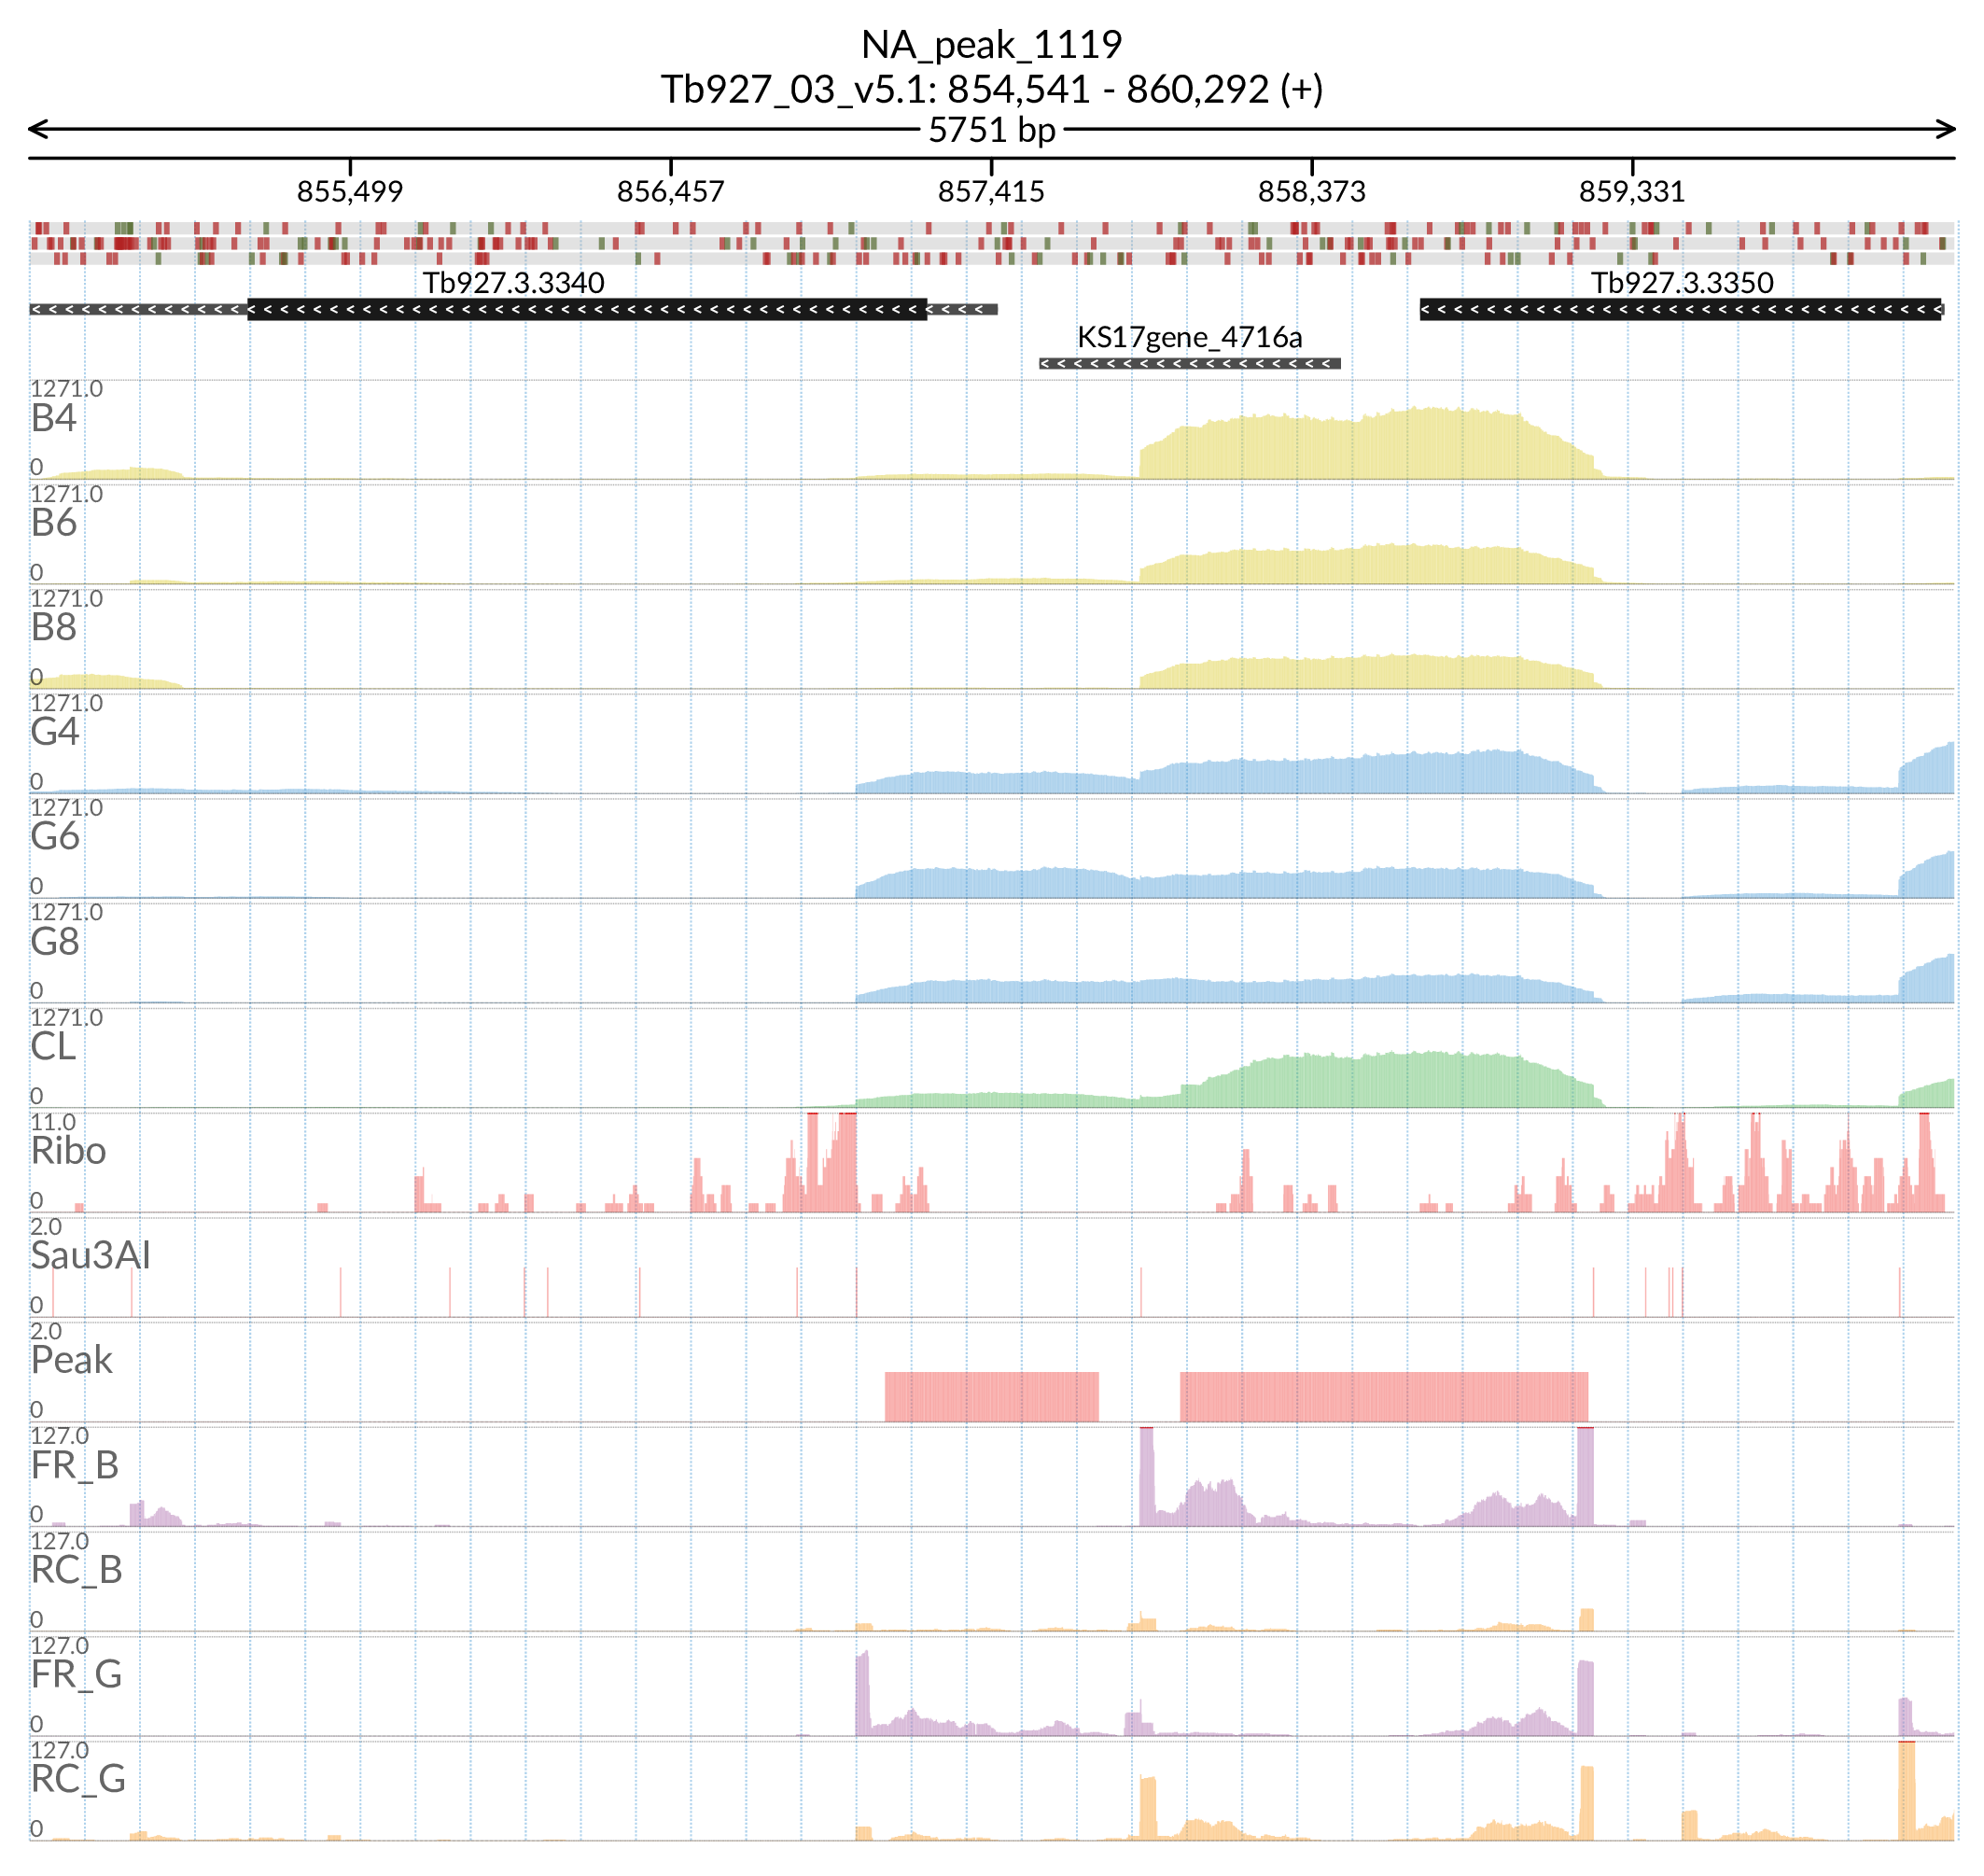 NA_peak_1119
Tb927_03_v5.1: 854,541 - 860,292 (+)
5751 bp
855,499 856,457 857,415 858,373 859,331
Tb927.3.3340 Tb927.3.3350
KS17gene_4716a
1271.0
B4
0
1271.0
B6
0
1271.0
B8
0
1271.0
G4
0
1271.0
G6
0
1271.0
G8
0
1271.0
CL
0
11.0
Ribo
0
2.0
Sau3AI
0
2.0
Peak
0
127.0
FR_B
0
127.0
RC_B
0
127.0
FR_G
0
127.0
RC_G
0